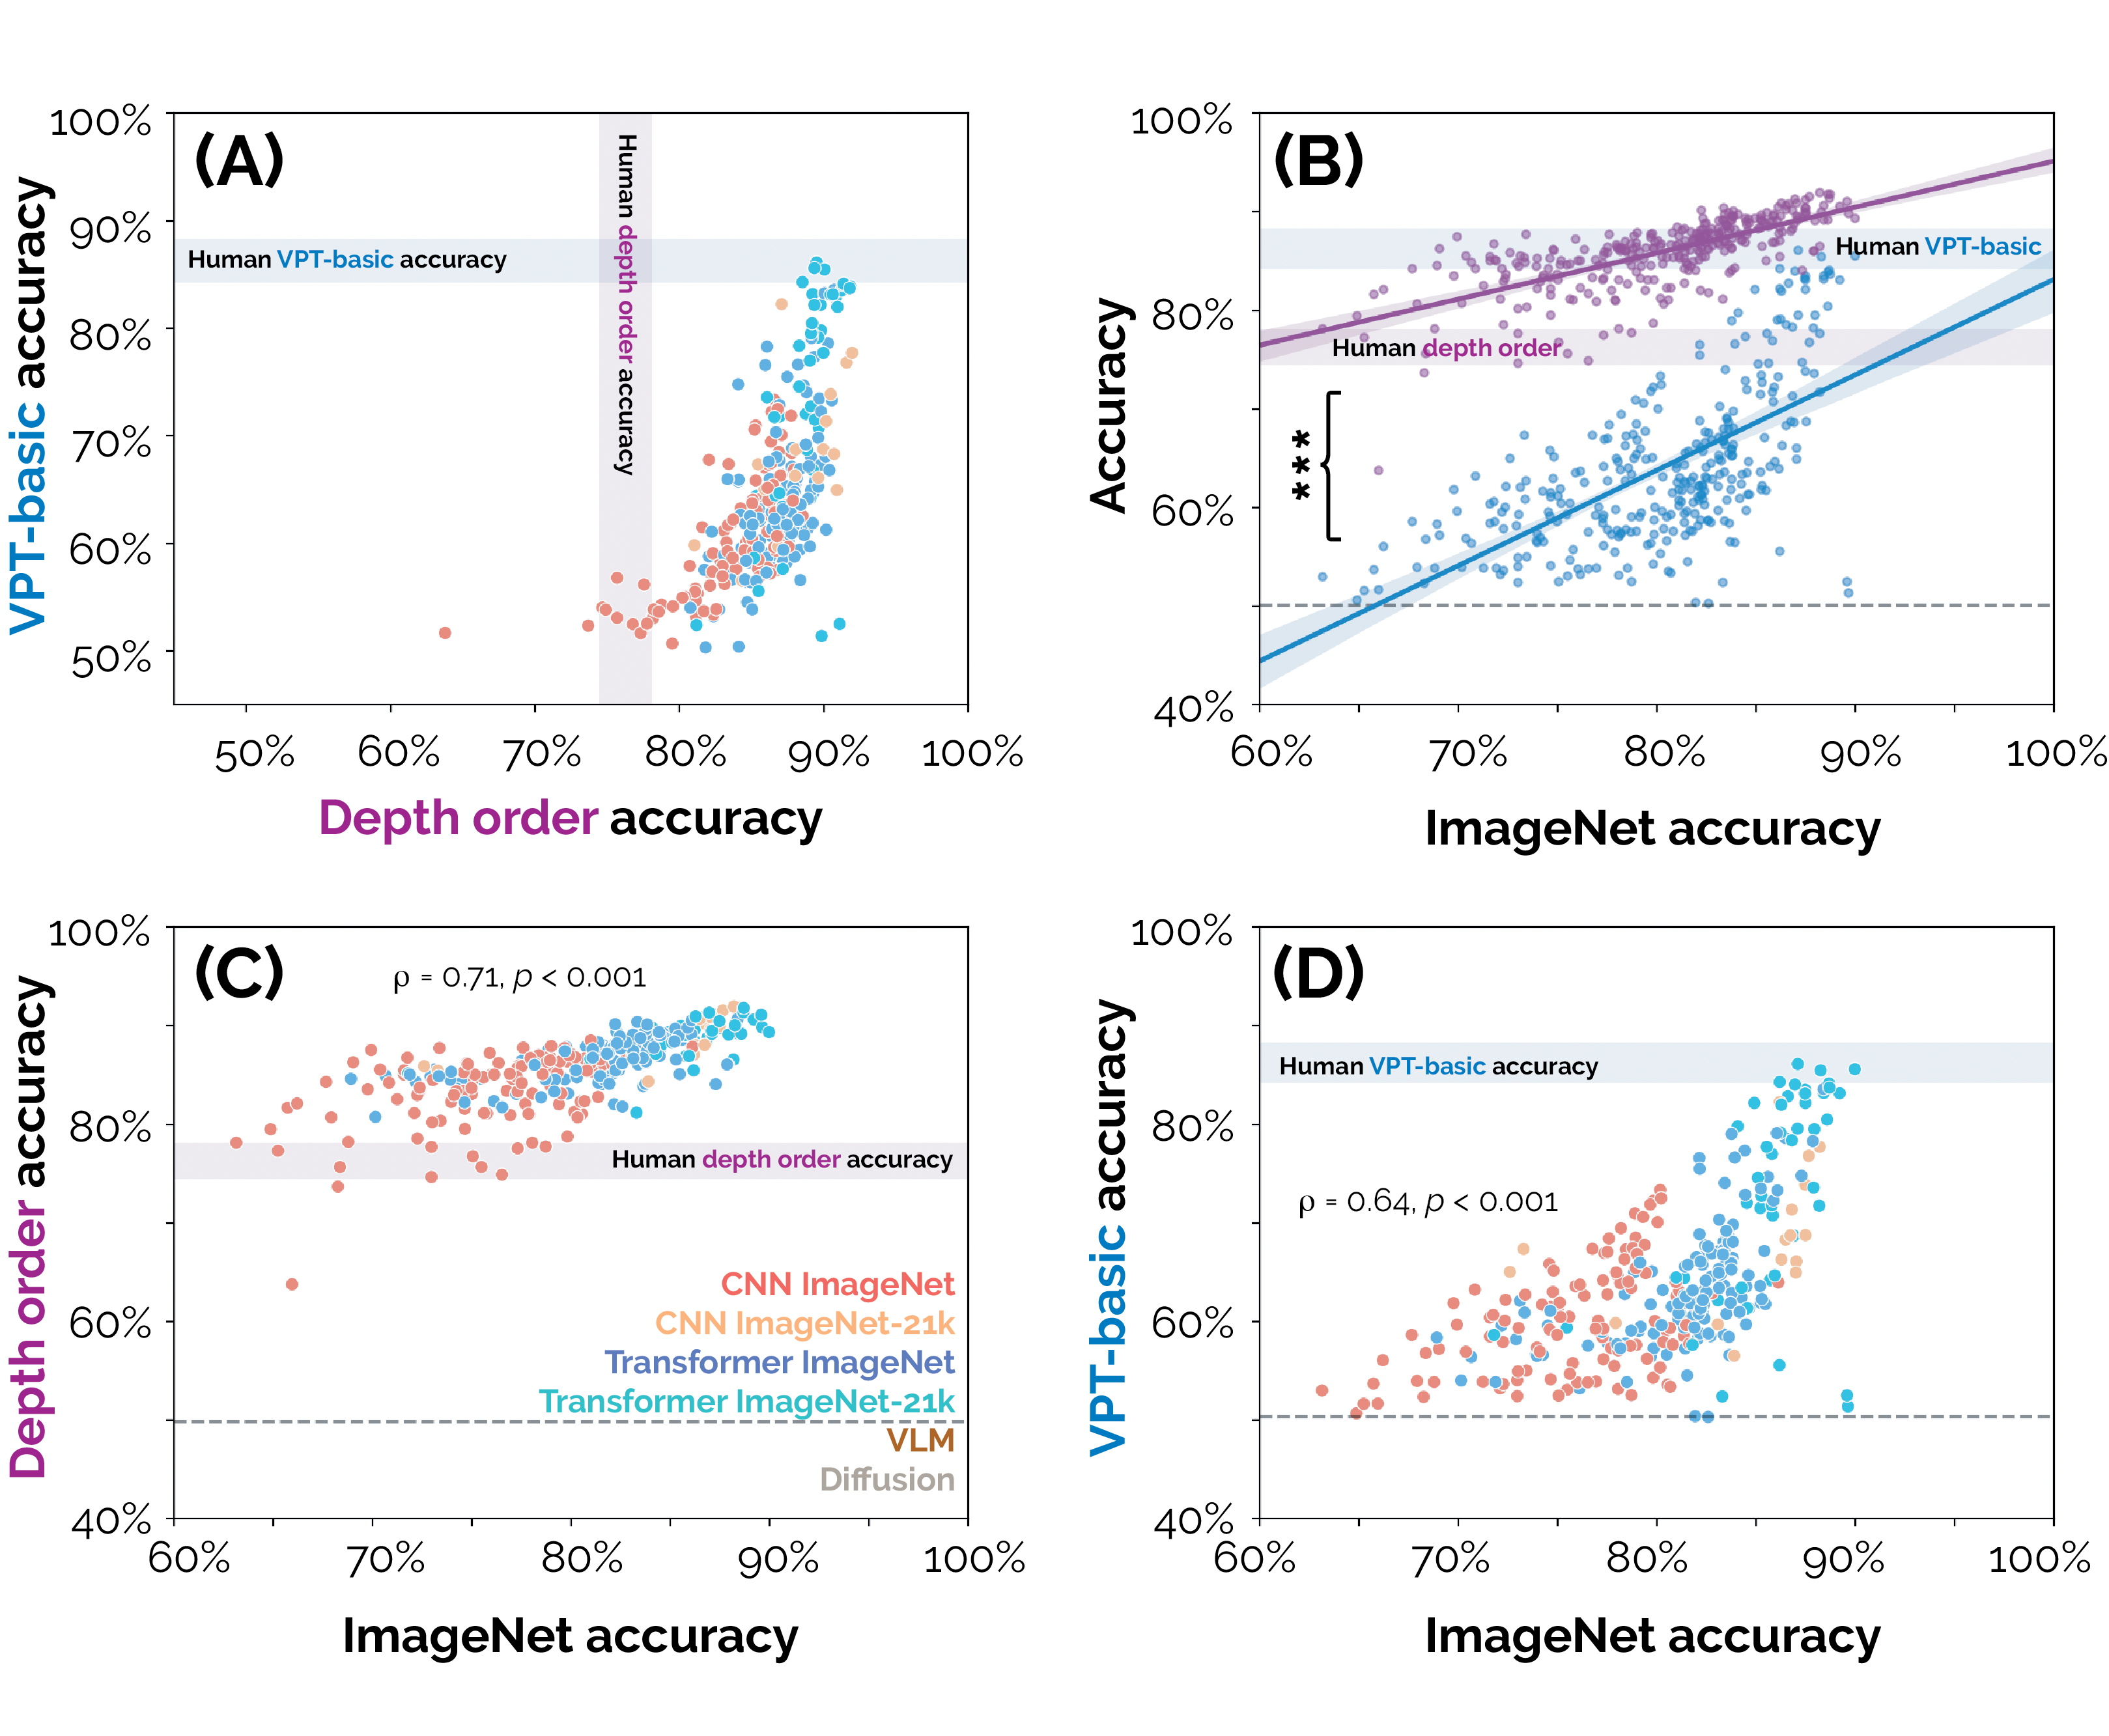 (A)
100%
90%
80%
70%
60%
50%
VPT-basic accuracy
Human VPT-basic accuracy
Human depth order accuracy
50%
60%
70%
80%
90%
100%
Depth order accuracy
(B)
100%
80%
60%
40%
Accuracy
Human VPT-basic
Human depth order
***
60%
70%
80%
90%
100%
ImageNet accuracy
(C)
100%
80%
60%
40%
Depth order accuracy
ρ = 0.71, p < 0.001
Human depth order accuracy
CNN ImageNet
CNN ImageNet-21k
Transformer ImageNet
Transformer ImageNet-21k
VLM
Diffusion
60%
70%
80%
90%
100%
ImageNet accuracy
(D)
100%
80%
60%
40%
VPT-basic accuracy
Human VPT-basic accuracy
ρ = 0.64, p < 0.001
60%
70%
80%
90%
100%
ImageNet accuracy